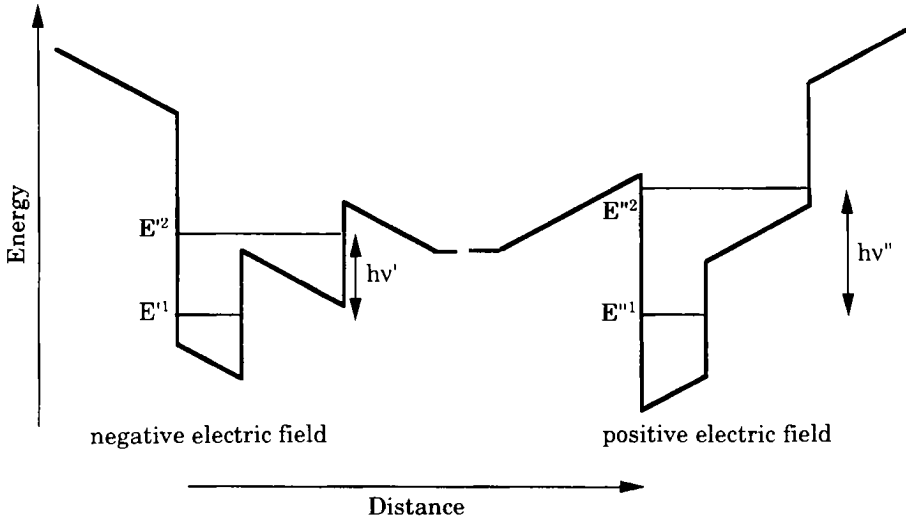 Energy
E'2
E'1
hν'
E"2
E"1
hν"
negative electric field
positive electric field
Distance